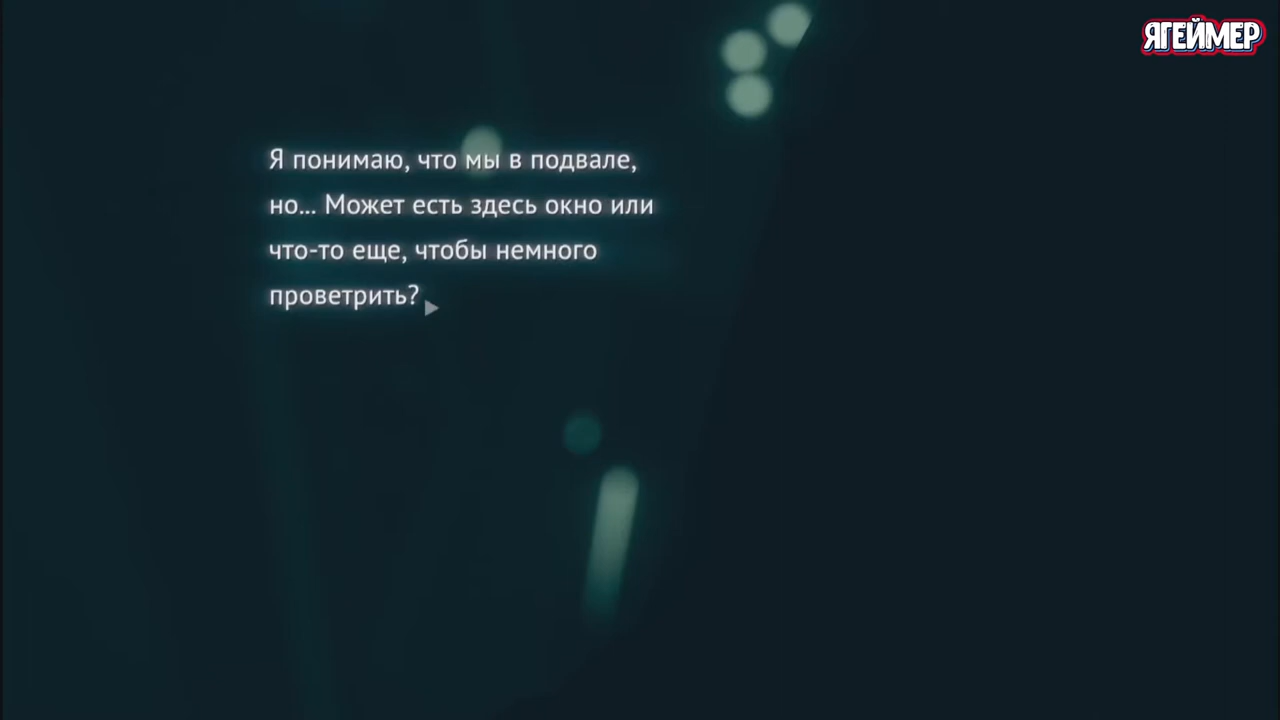 ЯГЕЙМЕР
Я понимаю, что мы в подвале,
но... Может есть здесь окно или
что-то еще, чтобы немного
проветрить?